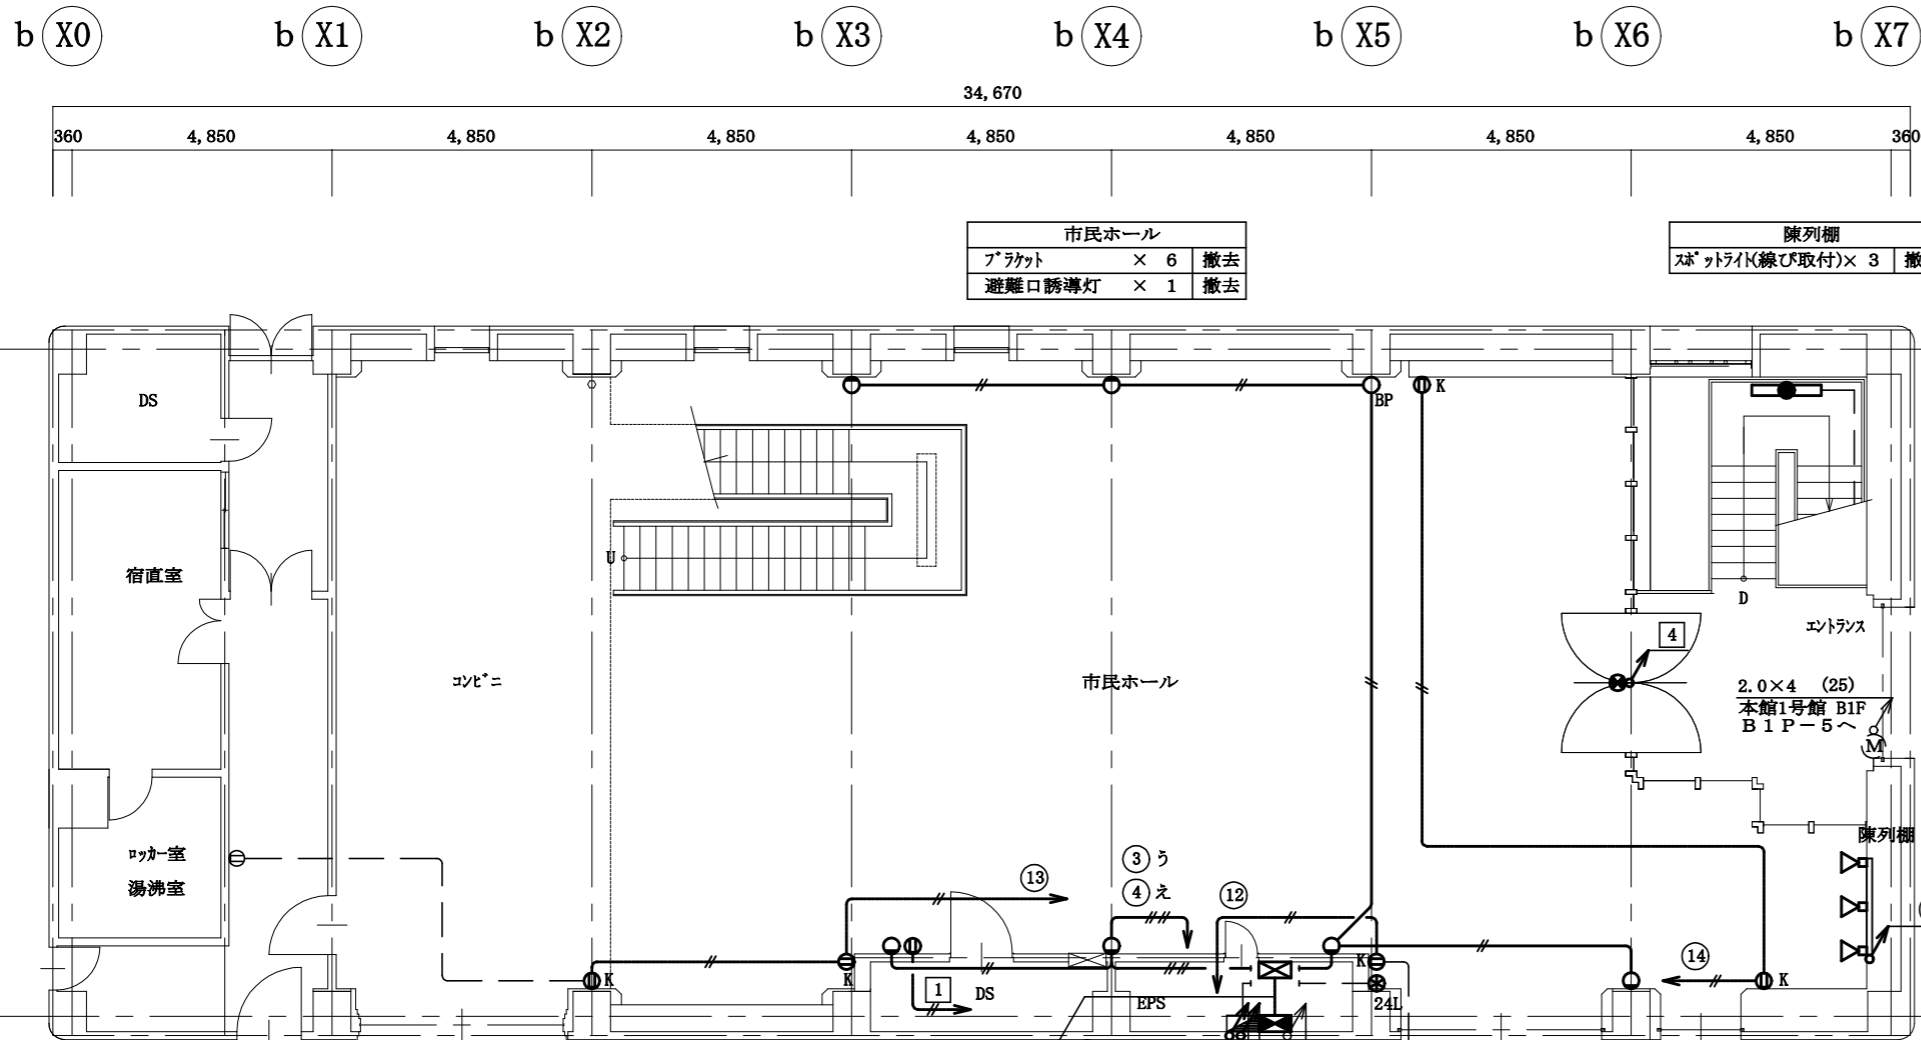 b X0 b X1 b X2 b X3 b X4 b X5 b X6 b X7
34,670
360 4,850 4,850 4,850 4,850 4,850 4,850 4,850 360
市民ホール
ブラケット × 6 撤去
避難口誘導灯 × 1 撤去
陳列棚
スポットライト(線ぴ取付)× 3 撤
DS
BP
K
宿直室
U
D
エントランス
4
コンビニ
市民ホール
2.0×4 (25)
本館1号館 B1F
B1P-5へ
M
陳列棚
ロッカー室
湯沸室
13
3 う
4 え
12
14
K
K
K
K
1
DS
EPS
24L